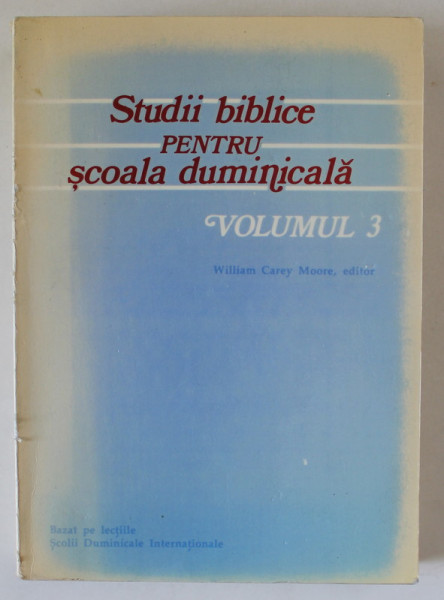 Studii biblice
PENTRU
școala duminicală
VOLUMUL 3
William Carey Moore, editor
Bazat pe lecțiile
Școlii Duminicale Internaționale